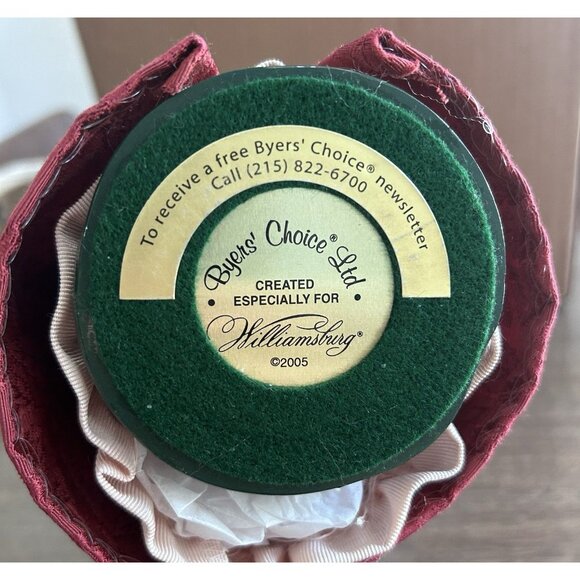 To receive a free Byers' Choice® newsletter
Call (215) 822-6700
Byers' Choice® Ltd
• CREATED •
ESPECIALLY FOR
Williamsburg®
©2005